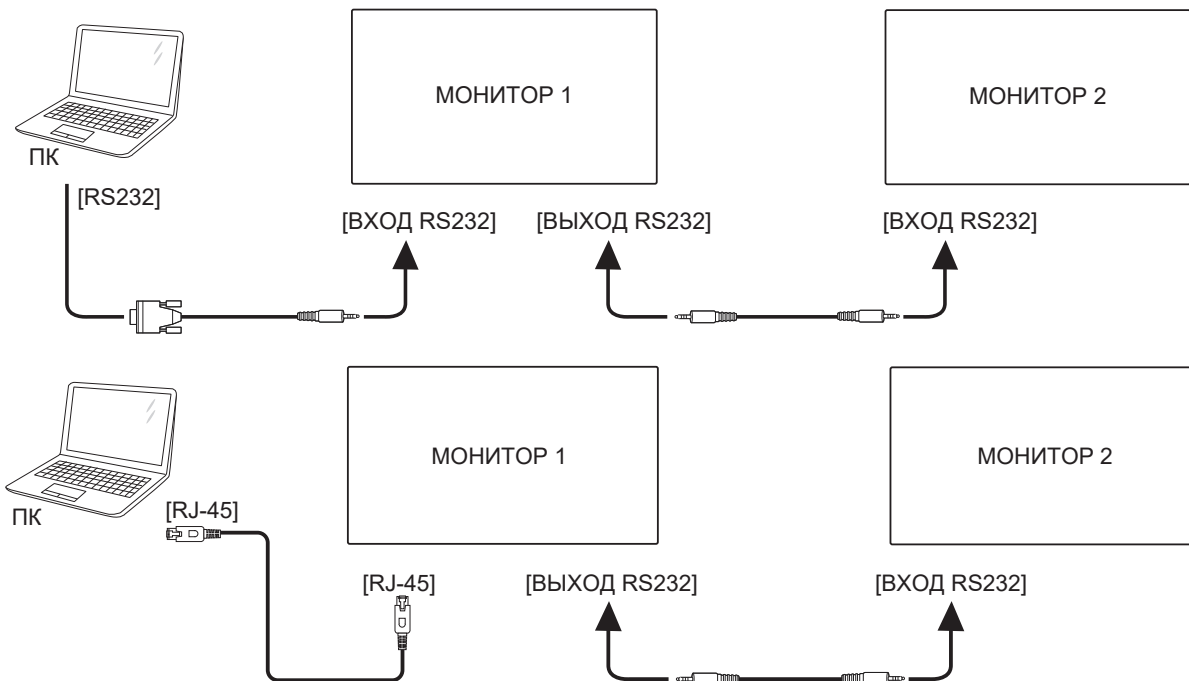 МОНИТОР 1
МОНИТОР 2
ПК
[RS232]
[ВХОД RS232]
[ВЫХОД RS232]
[ВХОД RS232]
МОНИТОР 1
МОНИТОР 2
ПК
[RJ-45]
[RJ-45]
[ВЫХОД RS232]
[ВХОД RS232]